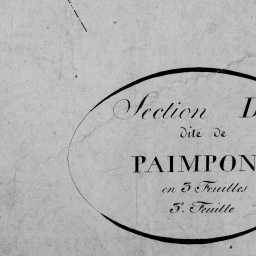 Section D
dite de
PAIMPON
en 3 Feuilles
3e. Feuille